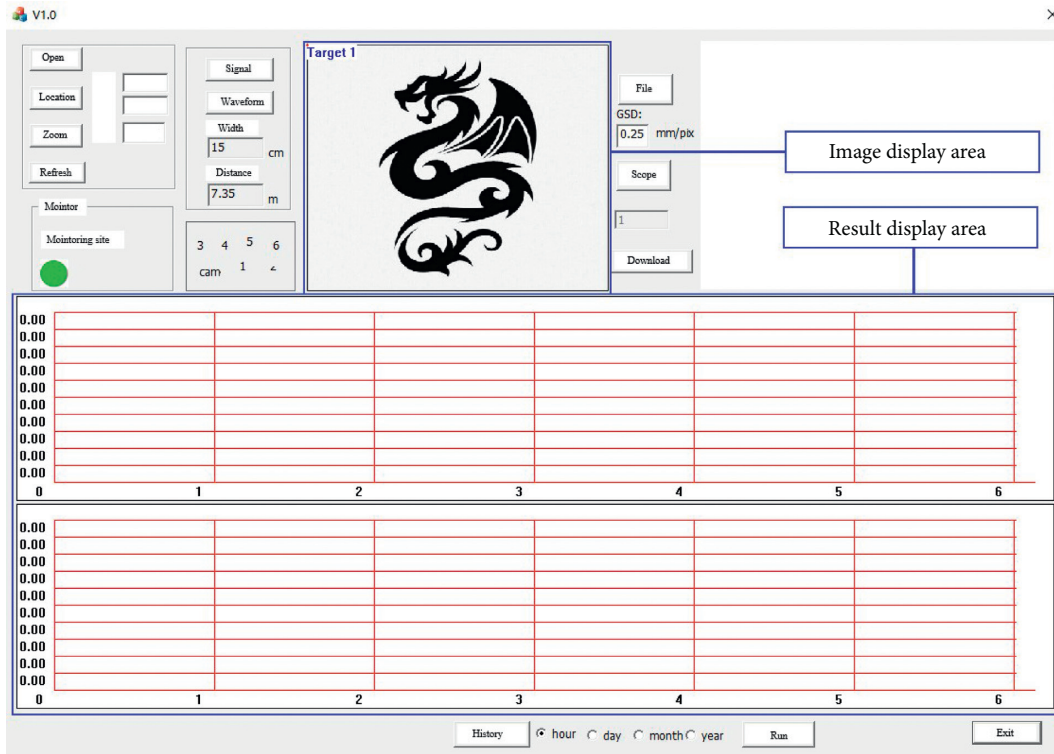 V1.0
Open
Location
Zoom
Refresh
Signal
Waveform
Width
15 cm
Distance
7.35 m
Mointor
Mointoring site
3 4 5 6
cam 1
Target 1
File
GSD:
0.25 mm/pix
Scope
1
Download
Image display area
Result display area
0.00
0.00
0.00
0.00
0.00
0.00
0.00
0.00
0.00
0.00
0 1 2 3 4 5 6
0.00
0.00
0.00
0.00
0.00
0.00
0.00
0.00
0.00
0.00
0 1 2 3 4 5 6
History hour day month year Run Exit